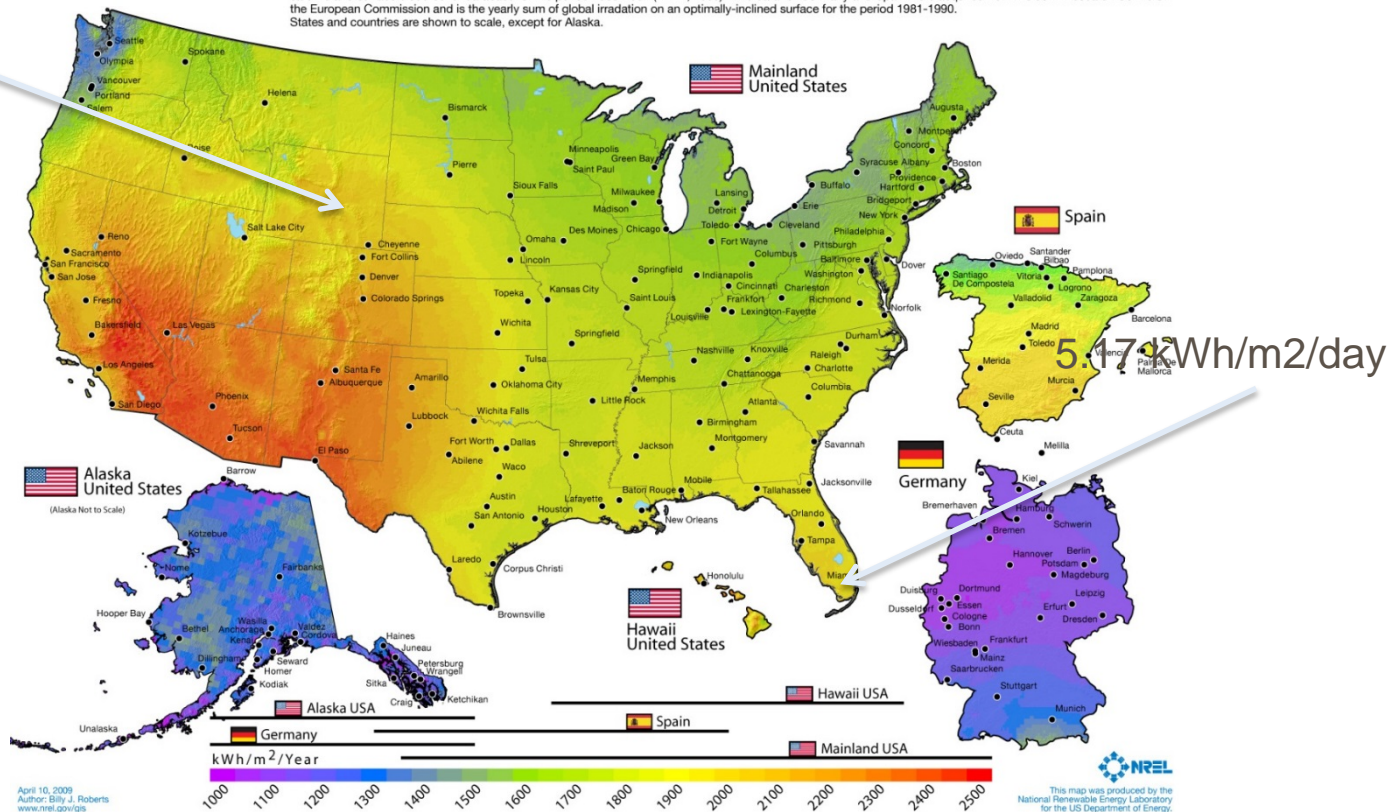 the European Commission and is the yearly sum of global irradation on an optimally-inclined surface for the period 1981-1990.
States and countries are shown to scale, except for Alaska.
Mainland
United States
Seattle
Olympia
Spokane
Vancouver
Portland
Salem
Helena
Bismarck
Boise
Pierre
Minneapolis
Saint Paul
Green Bay
Sioux Falls
Milwaukee
Madison
Lansing
Detroit
Augusta
Montpelier
Concord
Syracuse
Albany
Boston
Providence
Hartford
Bridgeport
New York
Buffalo
Erie
Cleveland
Toledo
Philadelphia
Spain
Reno
Sacramento
San Francisco
San Jose
Salt Lake City
Cheyenne
Fort Collins
Denver
Colorado Springs
Omaha
Lincoln
Des Moines
Chicago
Fort Wayne
Columbus
Pittsburgh
Baltimore
Washington
Dover
Oviedo
Santander
Bilbao
Vitoria
Pamplona
Santiago
De Compostela
Logrono
Valladolid
Zaragoza
Barcelona
Fresno
Bakersfield
Las Vegas
Los Angeles
San Diego
Topeka
Kansas City
Springfield
Indianapolis
Cincinnati
Charleston
Saint Louis
Frankfort
Lexington-Fayette
Louisville
Richmond
Norfolk
Wichita
Springfield
Madrid
Toledo
Valencia
Palma De
Mallorca
5.17 kWh/m2/day
Merida
Murcia
Seville
Ceuta
Melilla
Santa Fe
Albuquerque
Amarillo
Tulsa
Oklahoma City
Nashville
Knoxville
Durham
Raleigh
Charlotte
Chattanooga
Columbia
Memphis
Little Rock
Atlanta
Birmingham
Phoenix
Tucson
Lubbock
Wichita Falls
El Paso
Fort Worth
Dallas
Abilene
Shreveport
Jackson
Montgomery
Savannah
Waco
Austin
San Antonio
Houston
Lafayette
Baton Rouge
Mobile
Tallahassee
Jacksonville
New Orleans
Orlando
Tampa
Miami
Laredo
Corpus Christi
Brownsville
Alaska
United States
(Alaska Not to Scale)
Barrow
Kotzebue
Nome
Fairbanks
Hooper Bay
Bethel
Wasilla
Anchorage
Kenai
Valdez
Cordova
Dillingham
Seward
Homer
Kodiak
Unalaska
Haines
Juneau
Petersburg
Wrangell
Sitka
Craig
Ketchikan
Honolulu
Hawaii
United States
Germany
Kiel
Bremerhaven
Hamburg
Schwerin
Bremen
Hannover
Berlin
Potsdam
Magdeburg
Duisburg
Dortmund
Essen
Dusseldorf
Cologne
Bonn
Leipzig
Erfurt
Dresden
Wiesbaden
Frankfurt
Mainz
Saarbrucken
Stuttgart
Munich
Alaska USA
Hawaii USA
Spain
Germany
Mainland USA
kWh/m²/Year
1000 1100 1200 1300 1400 1500 1600 1700 1800 1900 2000 2100 2200 2300 2400 2500
April 10, 2009
Author: Billy J. Roberts
www.nrel.gov/gis
NREL
This map was produced by the
National Renewable Energy Laboratory
for the US Department of Energy.